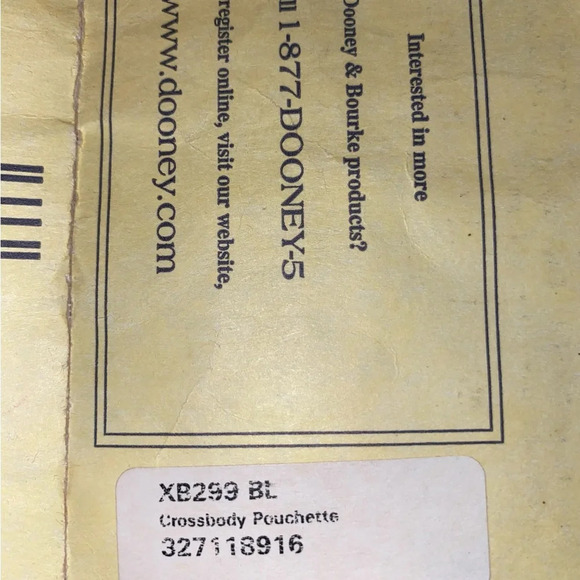 Interested in more
Dooney & Bourke products?
1-877-DOONEY-5
register online, visit our website,
www.dooney.com
XB299 BL
Crossbody Pouchette
327118916